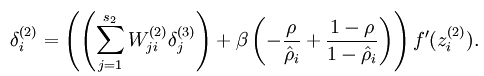 $$\delta_i^{(2)} = \left( \left( \sum_{j=1}^{s_2} W_{ji}^{(2)} \delta_j^{(3)} \right) + \beta \left( -\frac{\rho}{\hat{\rho}_i} + \frac{1-\rho}{1-\hat{\rho}_i} \right) \right) f'(z_i^{(2)}).$$